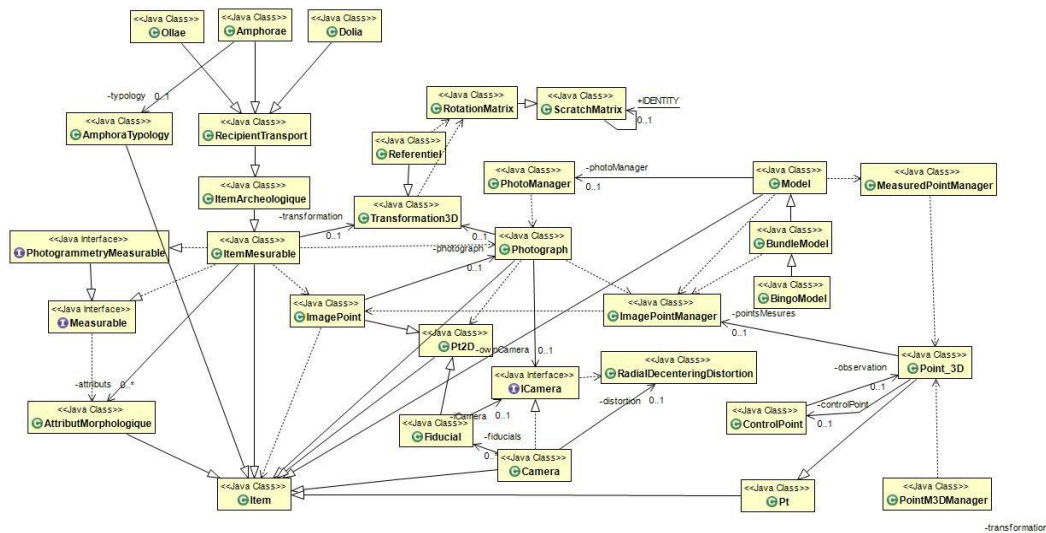 <<Java Class>>
Ollae
<<Java Class>>
Amphorae
<<Java Class>>
Dolia
-typology 0..1
<<Java Class>>
RotationMatrix
<<Java Class>>
ScratchMatrix
+IDENTITY
0..1
<<Java Class>>
AmphoraTypology
<<Java Class>>
RecipientTransport
<<Java Class>>
Referentiel
<<Java Class>>
PhotoManager
-photoManager
0..1
<<Java Class>>
Model
<<Java Class>>
MeasuredPointManager
<<Java Class>>
ItemArcheologique
-transformation
0..1
<<Java Class>>
Transformation3D
0..1
<<Java Interface>>
PhotogrammetryMeasurable
<<Java Class>>
ItemMesurable
-photograph
0..1
<<Java Class>>
Photograph
<<Java Class>>
BundleModel
<<Java Class>>
BingoModel
<<Java Interface>>
Measurable
<<Java Class>>
ImagePoint
<<Java Class>>
ImagePointManager
-pointsMesures
0..1
<<Java Class>>
Pt2D
-ownCamera
0..1
<<Java Interface>>
ICamera
<<Java Class>>
RadialDecenteringDistortion
-observation
0..1
<<Java Class>>
Point_3D
-attributs 0..*
<<Java Class>>
AttributMorphologique
-iCamera
0..1
-distortion 0..1
<<Java Class>>
ControlPoint
-controlPoint
0..1
<<Java Class>>
Fiducial
-fiducials
0..*
<<Java Class>>
Camera
<<Java Class>>
Item
<<Java Class>>
Pt
<<Java Class>>
PointM3DManager
-transformation